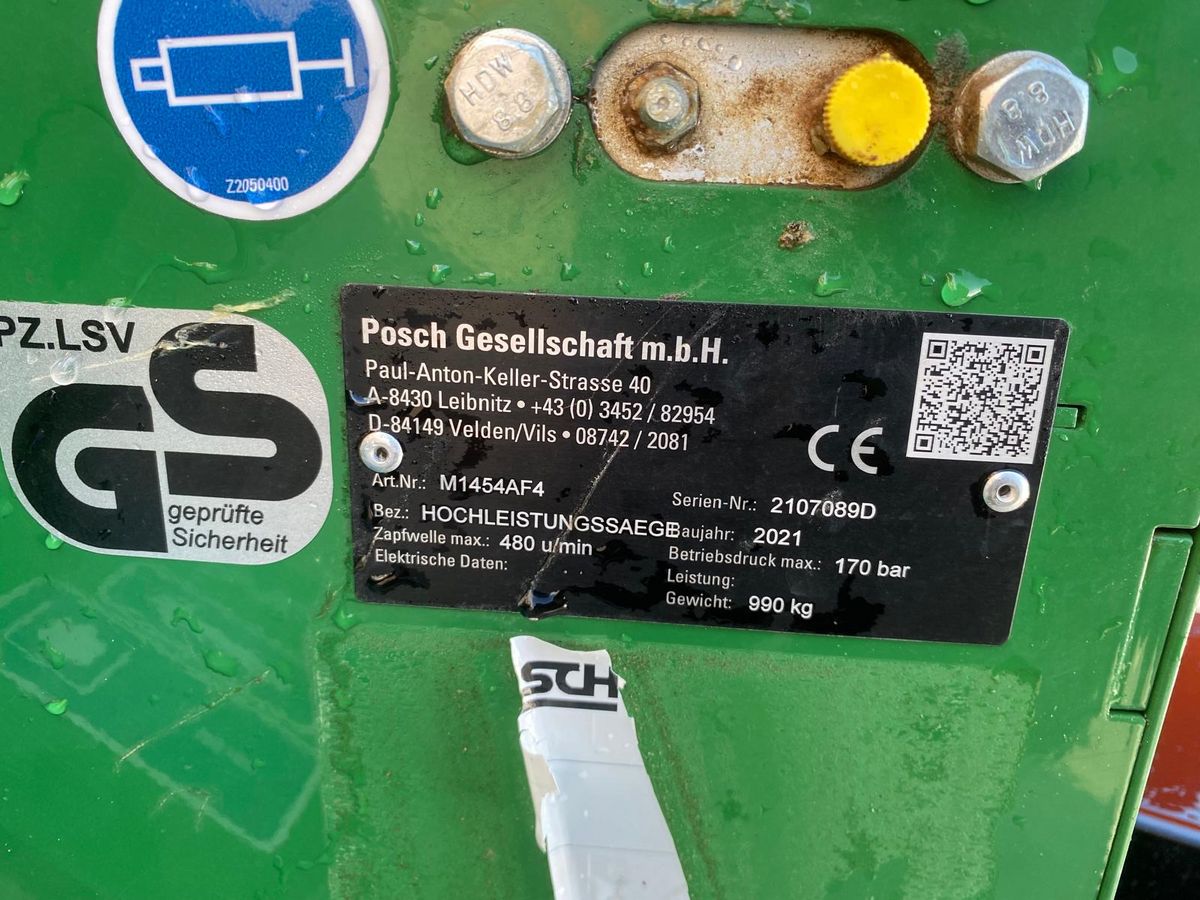 Z2050400
HDW
8.8
HDW
8.8
PZ.LSV
GS
geprüfte
Sicherheit
Posch Gesellschaft m.b.H.
Paul-Anton-Keller-Strasse 40
A-8430 Leibnitz • +43 (0) 3452 / 82954
D-84149 Velden/Vils • 08742 / 2081
CE
Art.Nr.: M1454AF4
Serien-Nr.: 2107089D
Bez.: HOCHLEISTUNGSSAEGE
Baujahr: 2021
Zapfwelle max.: 480 u/min
Betriebsdruck max.: 170 bar
Elektrische Daten:
Leistung:
Gewicht: 990 kg
SCH